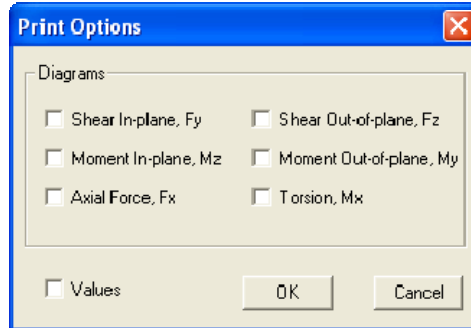 Print Options
Diagrams
Shear In-plane, Fy
Shear Out-of-plane, Fz
Moment In-plane, Mz
Moment Out-of-plane, My
Axial Force, Fx
Torsion, Mx
Values
OK
Cancel